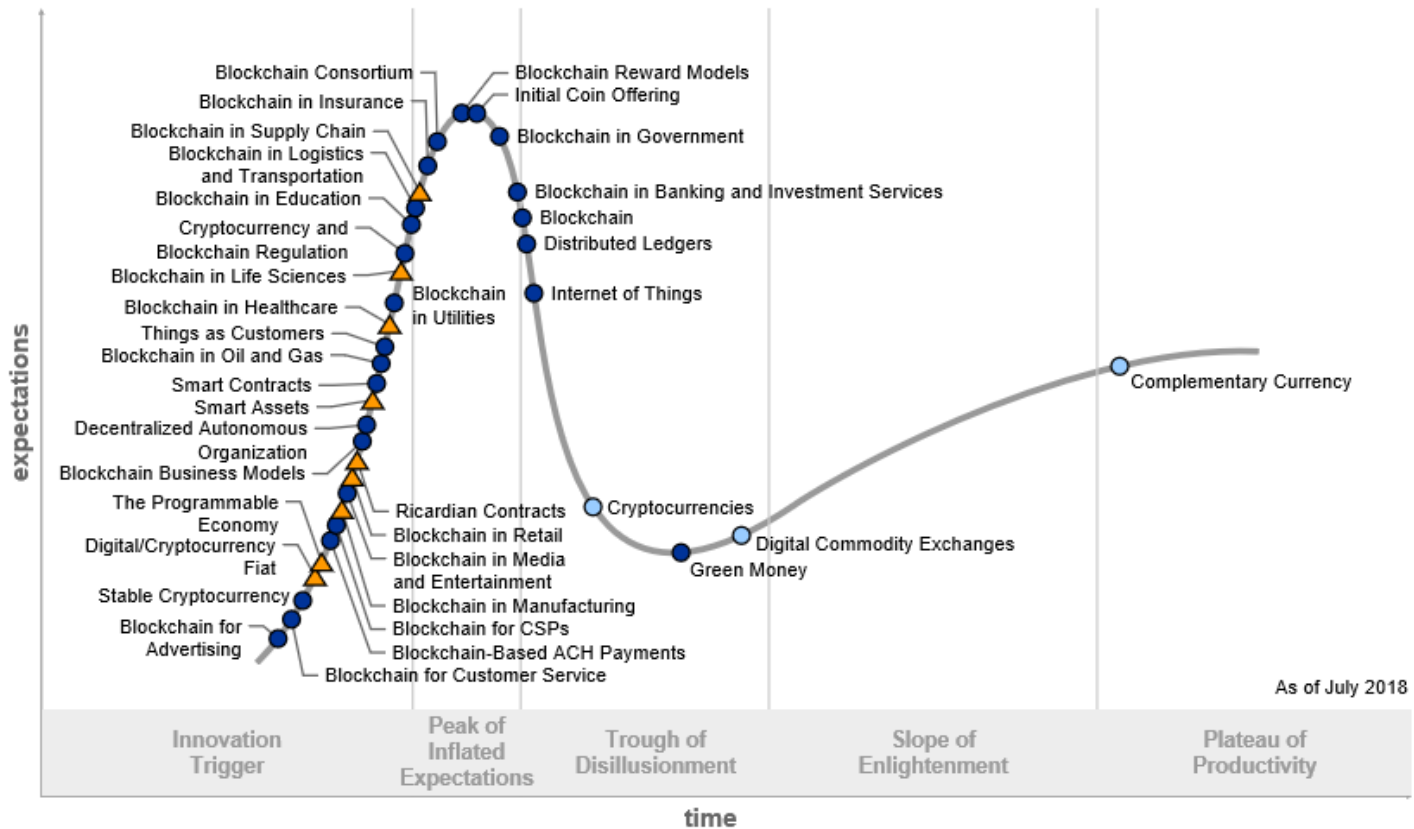 Blockchain Consortium
Blockchain in Insurance
Blockchain in Supply Chain
Blockchain in Logistics
and Transportation
Blockchain in Education
Cryptocurrency and
Blockchain Regulation
Blockchain in Life Sciences
Blockchain in Healthcare
Things as Customers
Blockchain in Oil and Gas
Smart Contracts
Smart Assets
Decentralized Autonomous
Organization
Blockchain Business Models
The Programmable
Economy
Digital/Cryptocurrency
Fiat
Stable Cryptocurrency
Blockchain for
Advertising
Blockchain Reward Models
Initial Coin Offering
Blockchain in Government
Blockchain in Banking and Investment Services
Blockchain
Distributed Ledgers
Internet of Things
Blockchain
in Utilities
Ricardian Contracts
Blockchain in Retail
Blockchain in Media
and Entertainment
Blockchain in Manufacturing
Blockchain for CSPs
Blockchain-Based ACH Payments
Blockchain for Customer Service
Cryptocurrencies
Digital Commodity Exchanges
Green Money
Complementary Currency
As of July 2018
expectations
Innovation
Trigger
Peak of
Inflated
Expectations
Trough of
Disillusionment
Slope of
Enlightenment
Plateau of
Productivity
time